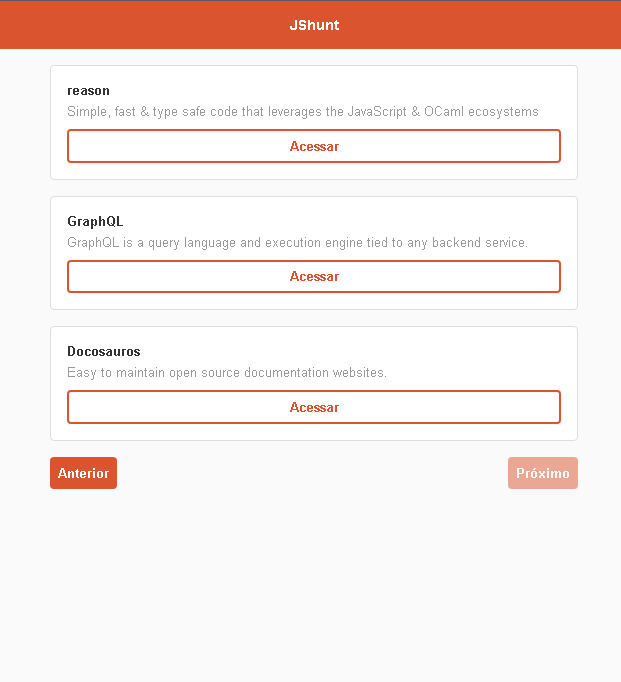 JShunt
reason
Simple, fast & type safe code that leverages the JavaScript & OCaml ecosystems
Acessar
GraphQL
GraphQL is a query language and execution engine tied to any backend service.
Acessar
Docosauros
Easy to maintain open source documentation websites.
Acessar
Anterior
Próximo